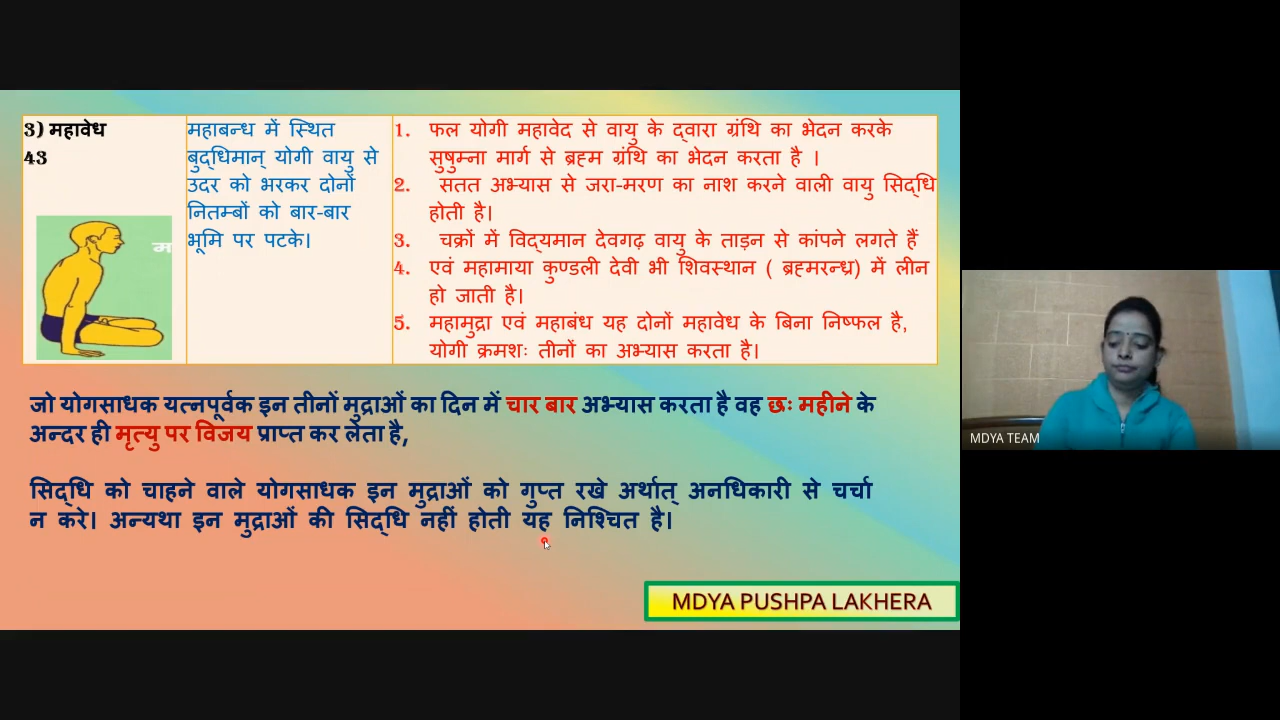 3) महावेध
43
म
महाबन्ध में स्थित
बुद्धिमान् योगी वायु से
उदर को भरकर दोनों
नितम्बों को बार-बार
भूमि पर पटके।
1. फल योगी महावेद से वायु के द्वारा ग्रंथि का भेदन करके
सुषुम्ना मार्ग से ब्रह्म ग्रंथि का भेदन करता है ।
2. सतत अभ्यास से जरा-मरण का नाश करने वाली वायु सिद्धि
होती है।
3. चक्रों में विद्यमान देवगढ़ वायु के ताड़न से कांपने लगते हैं
4. एवं महामाया कुण्डली देवी भी शिवस्थान ( ब्रह्मरन्ध्र) में लीन
हो जाती है।
5. महामुद्रा एवं महाबंध यह दोनों महावेध के बिना निष्फल है,
योगी क्रमशः तीनों का अभ्यास करता है।
जो योगसाधक यत्नपूर्वक इन तीनों मुद्राओं का दिन में चार बार अभ्यास करता है वह छः महीने के
अन्दर ही मृत्यु पर विजय प्राप्त कर लेता है,
सिद्धि को चाहने वाले योगसाधक इन मुद्राओं को गुप्त रखे अर्थात् अनधिकारी से चर्चा
न करे। अन्यथा इन मुद्राओं की सिद्धि नहीं होती यह निश्चित है।
MDYA PUSHPA LAKHERA
MDYA TEAM